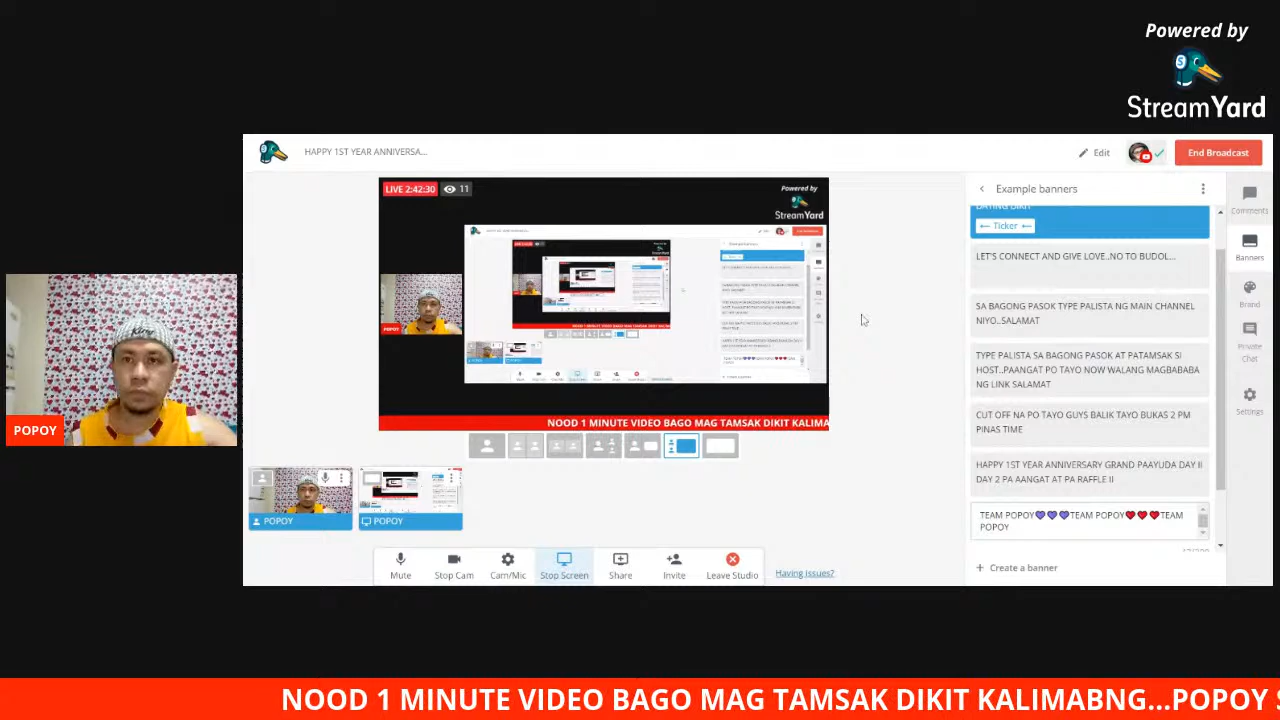 Powered by
StreamYard
HAPPY 1ST YEAR ANNIVERSA...
Edit
End Broadcast
LIVE 2:42:30
11
Powered by
StreamYard
Example banners
Comments
DATING DIKIT
Ticker
Banners
LET'S CONNECT AND GIVE LOVE..NO TO BUDOL...
Brand
SA BAGONG PASOK TYPE PALISTA NG MAIN CHANNEL
NIYO..SALAMAT
Private
Chat
TYPE PALISTA SA BAGONG PASOK AT PATAMSAK SI
HOST..PAANGAT PO TAYO NOW WALANG MAGBABABA
NG LINK SALAMAT
Settings
CUT OFF NA PO TAYO GUYS BALIK TAYO BUKAS 2 PM
PINAS TIME
POPOY
NOOD 1 MINUTE VIDEO BAGO MAG TAMSAK DIKIT KALIMA
POPOY
HAPPY 1ST YEAR ANNIVERSARY GRAND PAAYUDA DAY II
DAY 2 PA AANGAT AT PA RAFFLE II
TEAM POPOY💜💜💜TEAM POPOY❤❤❤TEAM
POPOY
POPOY
POPOY
Mute
Stop Cam
Cam/Mic
Stop Screen
Share
Invite
Leave Studio
Having issues?
+ Create a banner
NOOD 1 MINUTE VIDEO BAGO MAG TAMSAK DIKIT KALIMABNG...POPOY S